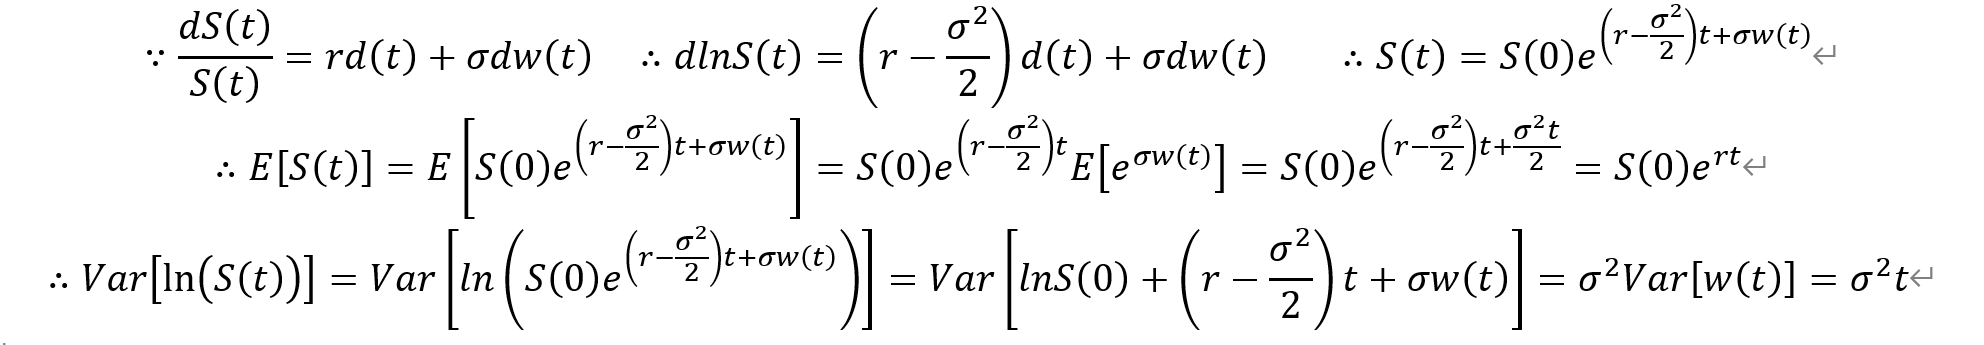 ∵ dS(t)/S(t) = rd(t) + σdw(t) ∴ dlnS(t) = (r − σ²/2) d(t) + σdw(t) ∴ S(t) = S(0)e^((r−σ²/2)t+σw(t))↵
∴ E[S(t)] = E[S(0)e^((r−σ²/2)t+σw(t))] = S(0)e^((r−σ²/2)t) E[e^(σw(t))] = S(0)e^((r−σ²/2)t+σ²t/2) = S(0)e^(rt)↵
∴ Var[ln(S(t))] = Var[ln(S(0)e^((r−σ²/2)t+σw(t)))] = Var[lnS(0) + (r − σ²/2) t + σw(t)] = σ²Var[w(t)] = σ²t↵